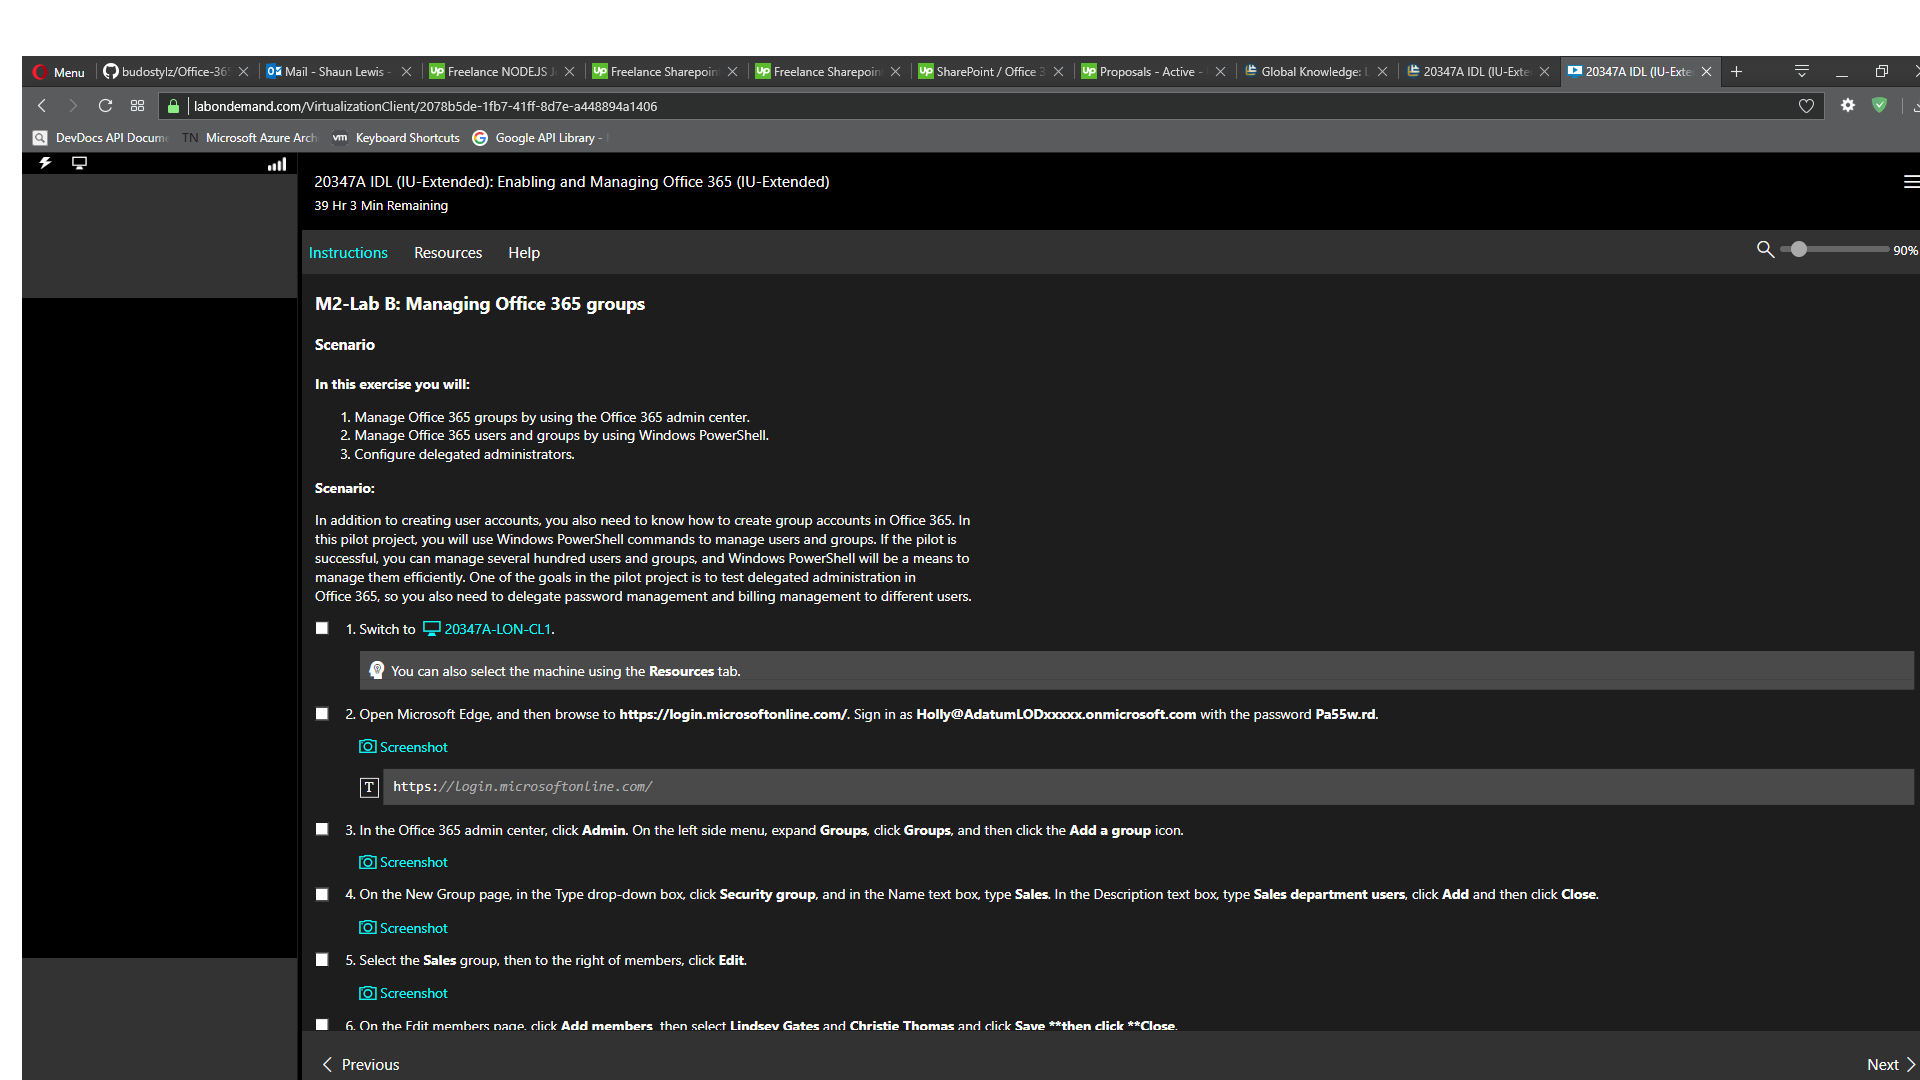 Menu budostylz/Office-365 Mail - Shaun Lewis - Freelance NODEJS J Freelance Sharepoin Freelance Sharepoin SharePoint / Office 3 Proposals - Active - Global Knowledge: L 20347A IDL (IU-Exte 20347A IDL (IU-Exte
labondemand.com/VirtualizationClient/2078b5de-1fb7-41ff-8d7e-a448894a1406
DevDocs API Docume TN Microsoft Azure Arch vm Keyboard Shortcuts Google API Library -
20347A IDL (IU-Extended): Enabling and Managing Office 365 (IU-Extended)
39 Hr 3 Min Remaining
Instructions Resources Help 90%
M2-Lab B: Managing Office 365 groups
Scenario
In this exercise you will:
1. Manage Office 365 groups by using the Office 365 admin center.
2. Manage Office 365 users and groups by using Windows PowerShell.
3. Configure delegated administrators.
Scenario:
In addition to creating user accounts, you also need to know how to create group accounts in Office 365. In
this pilot project, you will use Windows PowerShell commands to manage users and groups. If the pilot is
successful, you can manage several hundred users and groups, and Windows PowerShell will be a means to
manage them efficiently. One of the goals in the pilot project is to test delegated administration in
Office 365, so you also need to delegate password management and billing management to different users.
1. Switch to 20347A-LON-CL1.
You can also select the machine using the Resources tab.
2. Open Microsoft Edge, and then browse to https://login.microsoftonline.com/. Sign in as Holly@AdatumLODxxxxx.onmicrosoft.com with the password Pa55w.rd.
Screenshot
T https://login.microsoftonline.com/
3. In the Office 365 admin center, click Admin. On the left side menu, expand Groups, click Groups, and then click the Add a group icon.
Screenshot
4. On the New Group page, in the Type drop-down box, click Security group, and in the Name text box, type Sales. In the Description text box, type Sales department users, click Add and then click Close.
Screenshot
5. Select the Sales group, then to the right of members, click Edit.
Screenshot
6. On the Edit members page, click Add members, then select Lindsey Gates and Christie Thomas and click Save **then click **Close.
Previous Next